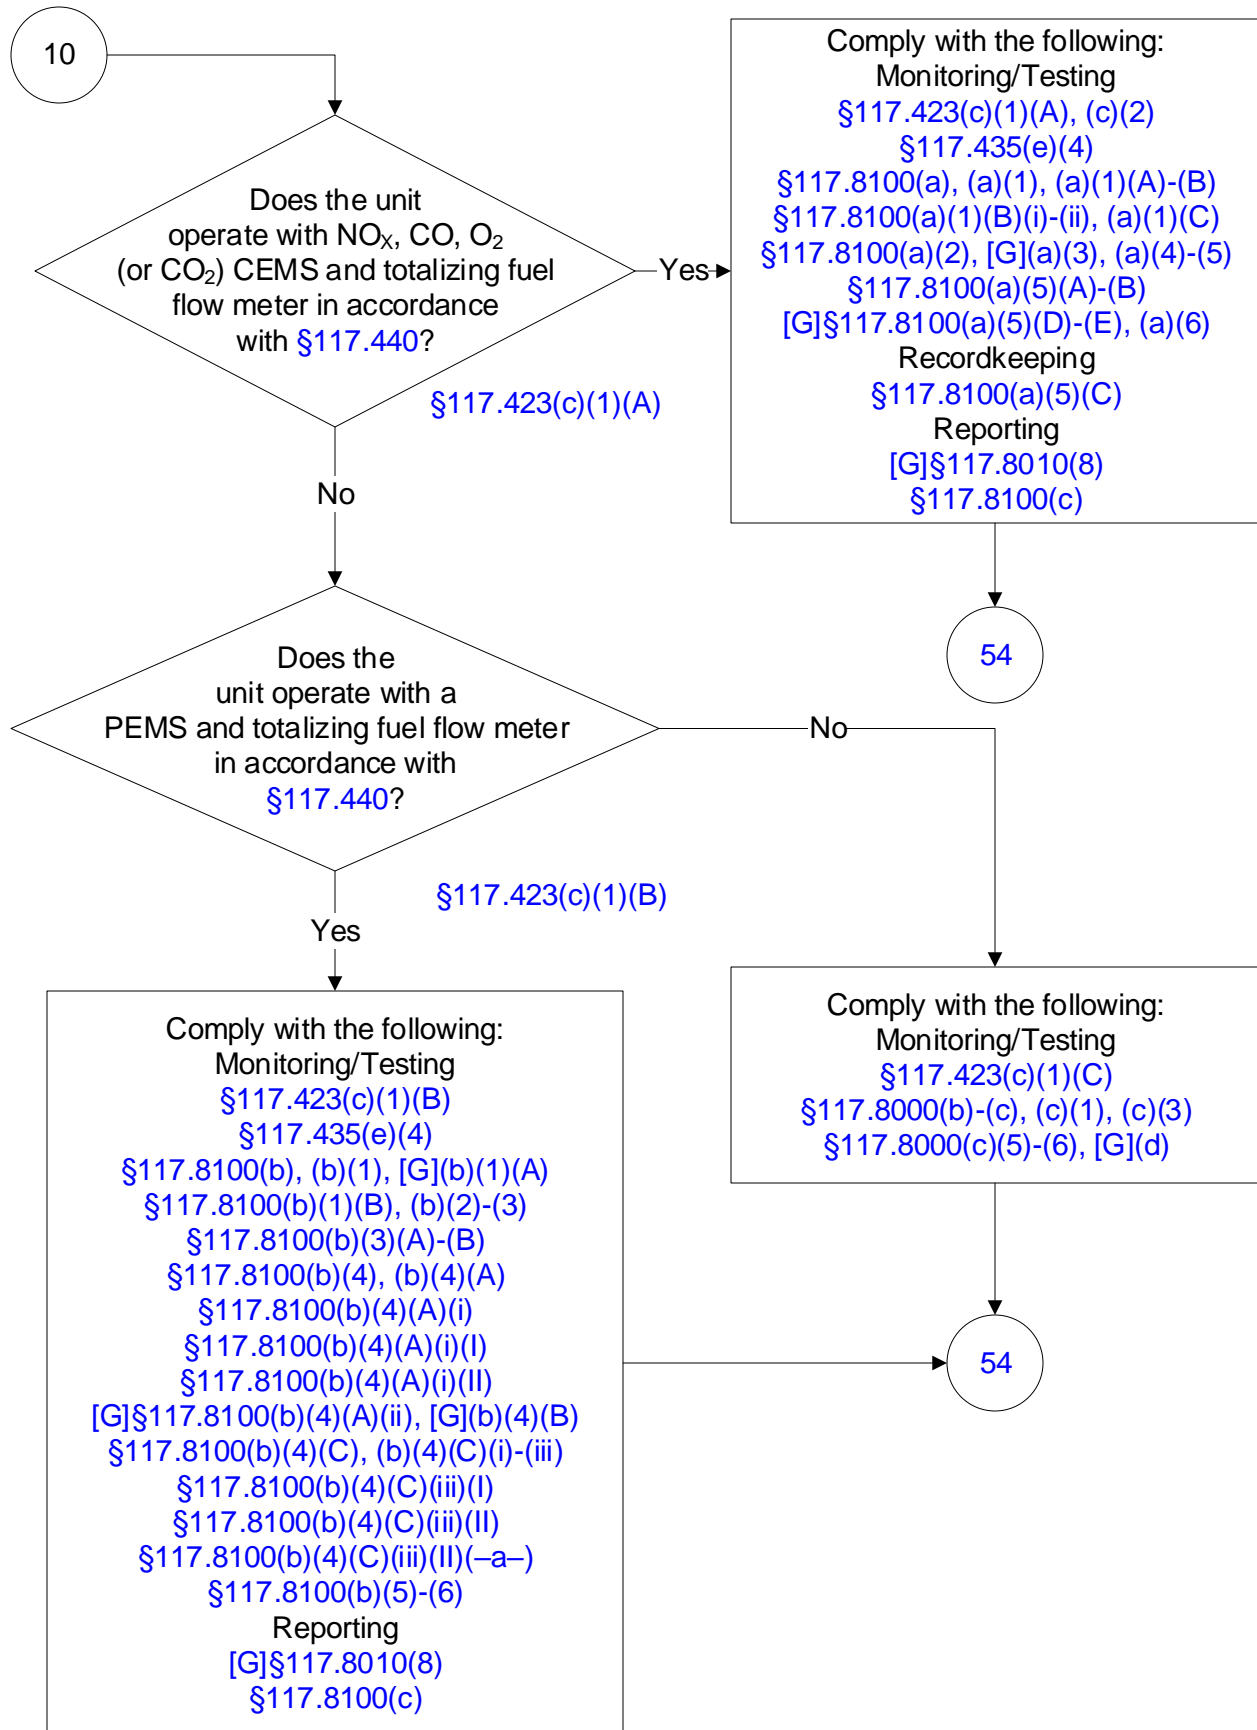 10
Does the unit
operate with NOX, CO, O2
(or CO2) CEMS and totalizing fuel
flow meter in accordance
with §117.440?
Yes
§117.423(c)(1)(A)
No
Comply with the following:
Monitoring/Testing
§117.423(c)(1)(A), (c)(2)
§117.435(e)(4)
§117.8100(a), (a)(1), (a)(1)(A)-(B)
§117.8100(a)(1)(B)(i)-(ii), (a)(1)(C)
§117.8100(a)(2), [G](a)(3), (a)(4)-(5)
§117.8100(a)(5)(A)-(B)
[G]§117.8100(a)(5)(D)-(E), (a)(6)
Recordkeeping
§117.8100(a)(5)(C)
Reporting
[G]§117.8010(8)
§117.8100(c)
54
Does the
unit operate with a
PEMS and totalizing fuel flow meter
in accordance with
§117.440?
No
§117.423(c)(1)(B)
Yes
Comply with the following:
Monitoring/Testing
§117.423(c)(1)(B)
§117.435(e)(4)
§117.8100(b), (b)(1), [G](b)(1)(A)
§117.8100(b)(1)(B), (b)(2)-(3)
§117.8100(b)(3)(A)-(B)
§117.8100(b)(4), (b)(4)(A)
§117.8100(b)(4)(A)(i)
§117.8100(b)(4)(A)(i)(I)
§117.8100(b)(4)(A)(i)(II)
[G]§117.8100(b)(4)(A)(ii), [G](b)(4)(B)
§117.8100(b)(4)(C), (b)(4)(C)(i)-(iii)
§117.8100(b)(4)(C)(iii)(I)
§117.8100(b)(4)(C)(iii)(II)
§117.8100(b)(4)(C)(iii)(II)(–a–)
§117.8100(b)(5)-(6)
Reporting
[G]§117.8010(8)
§117.8100(c)
Comply with the following:
Monitoring/Testing
§117.423(c)(1)(C)
§117.8000(b)-(c), (c)(1), (c)(3)
§117.8000(c)(5)-(6), [G](d)
54